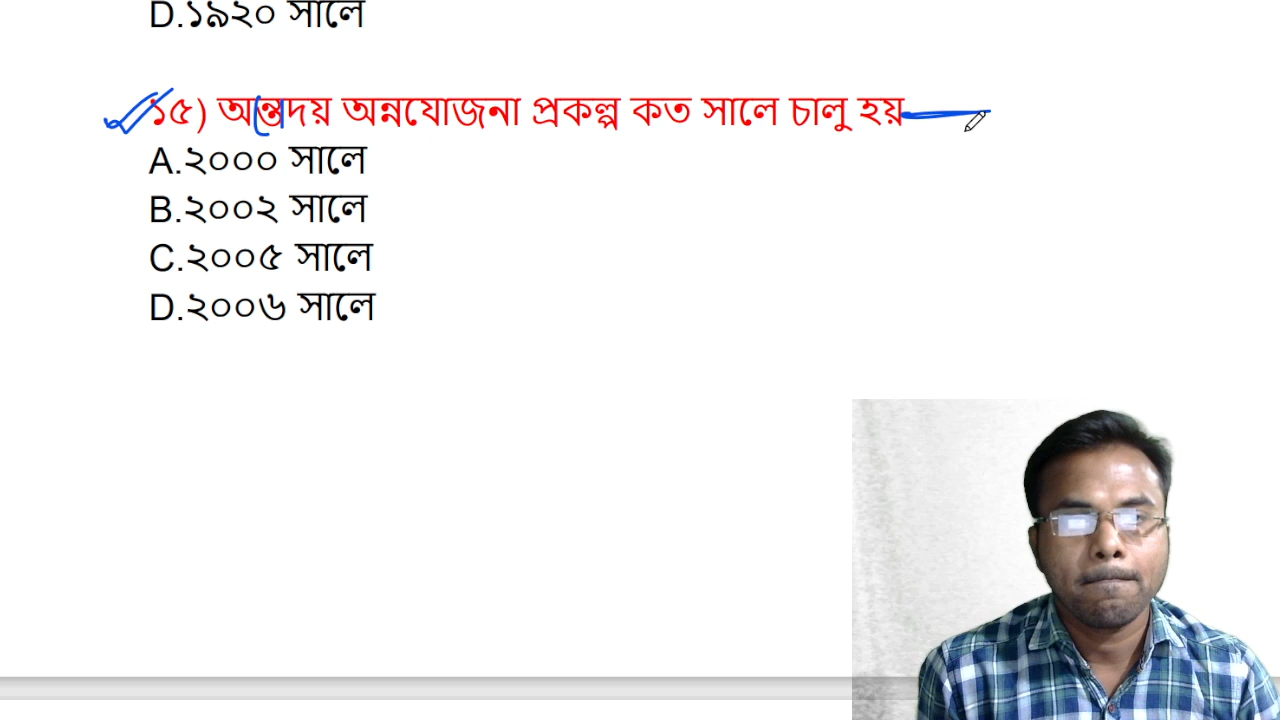 D.১৯২০ সালে
১৫) অন্তোদয় অন্নযোজনা প্রকল্প কত সালে চালু হয়
A.২০০০ সালে
B.২০০২ সালে
C.২০০৫ সালে
D.২০০৬ সালে